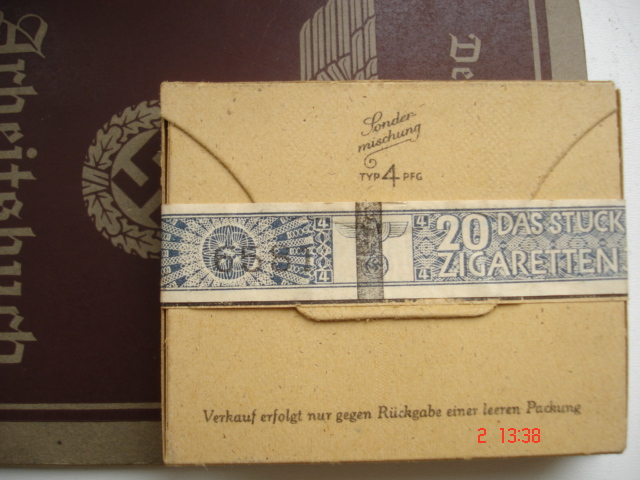 Arbeitsbuch
De
Sonder-
mischung
TYP 4 PFG
4 4 20 DAS STÜCK
4 4 ZIGARETTEN
Verkauf erfolgt nur gegen Rückgabe einer leeren Packung
2 13:38